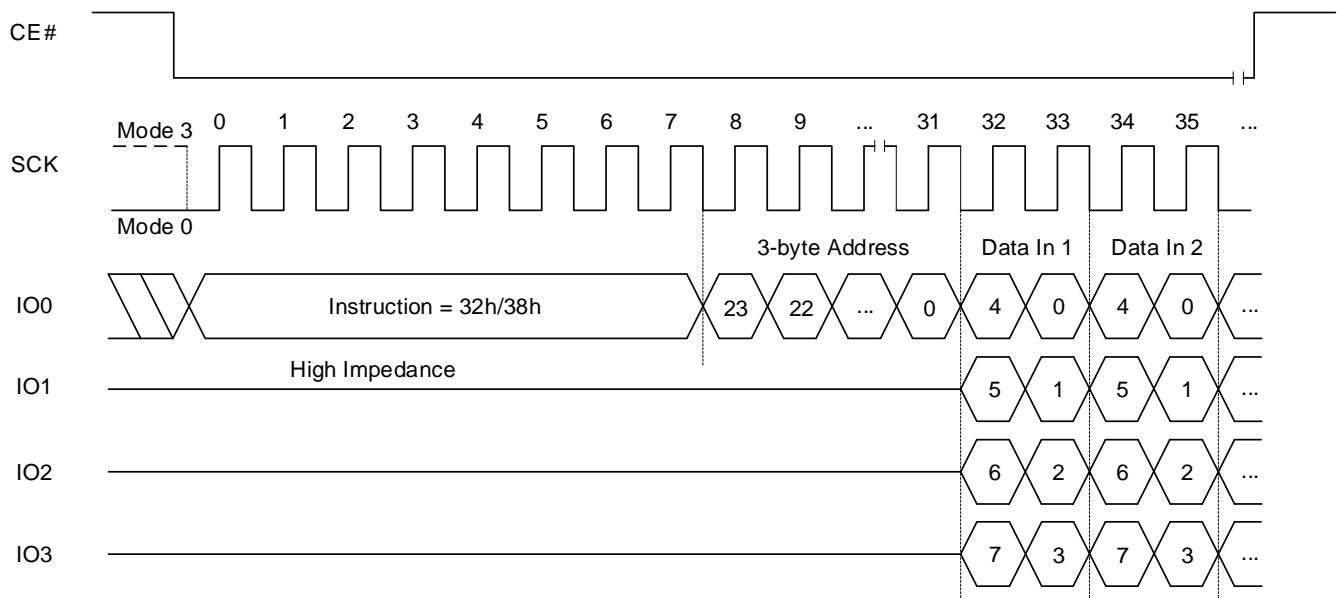 CE#
Mode 3 0 1 2 3 4 5 6 7 8 9 ... 31 32 33 34 35 ...
SCK
Mode 0
3-byte Address Data In 1 Data In 2
IO0 Instruction = 32h/38h 23 22 ... 0 4 0 4 0 ...
High Impedance
IO1 5 1 5 1 ...
IO2 6 2 6 2 ...
IO3 7 3 7 3 ...